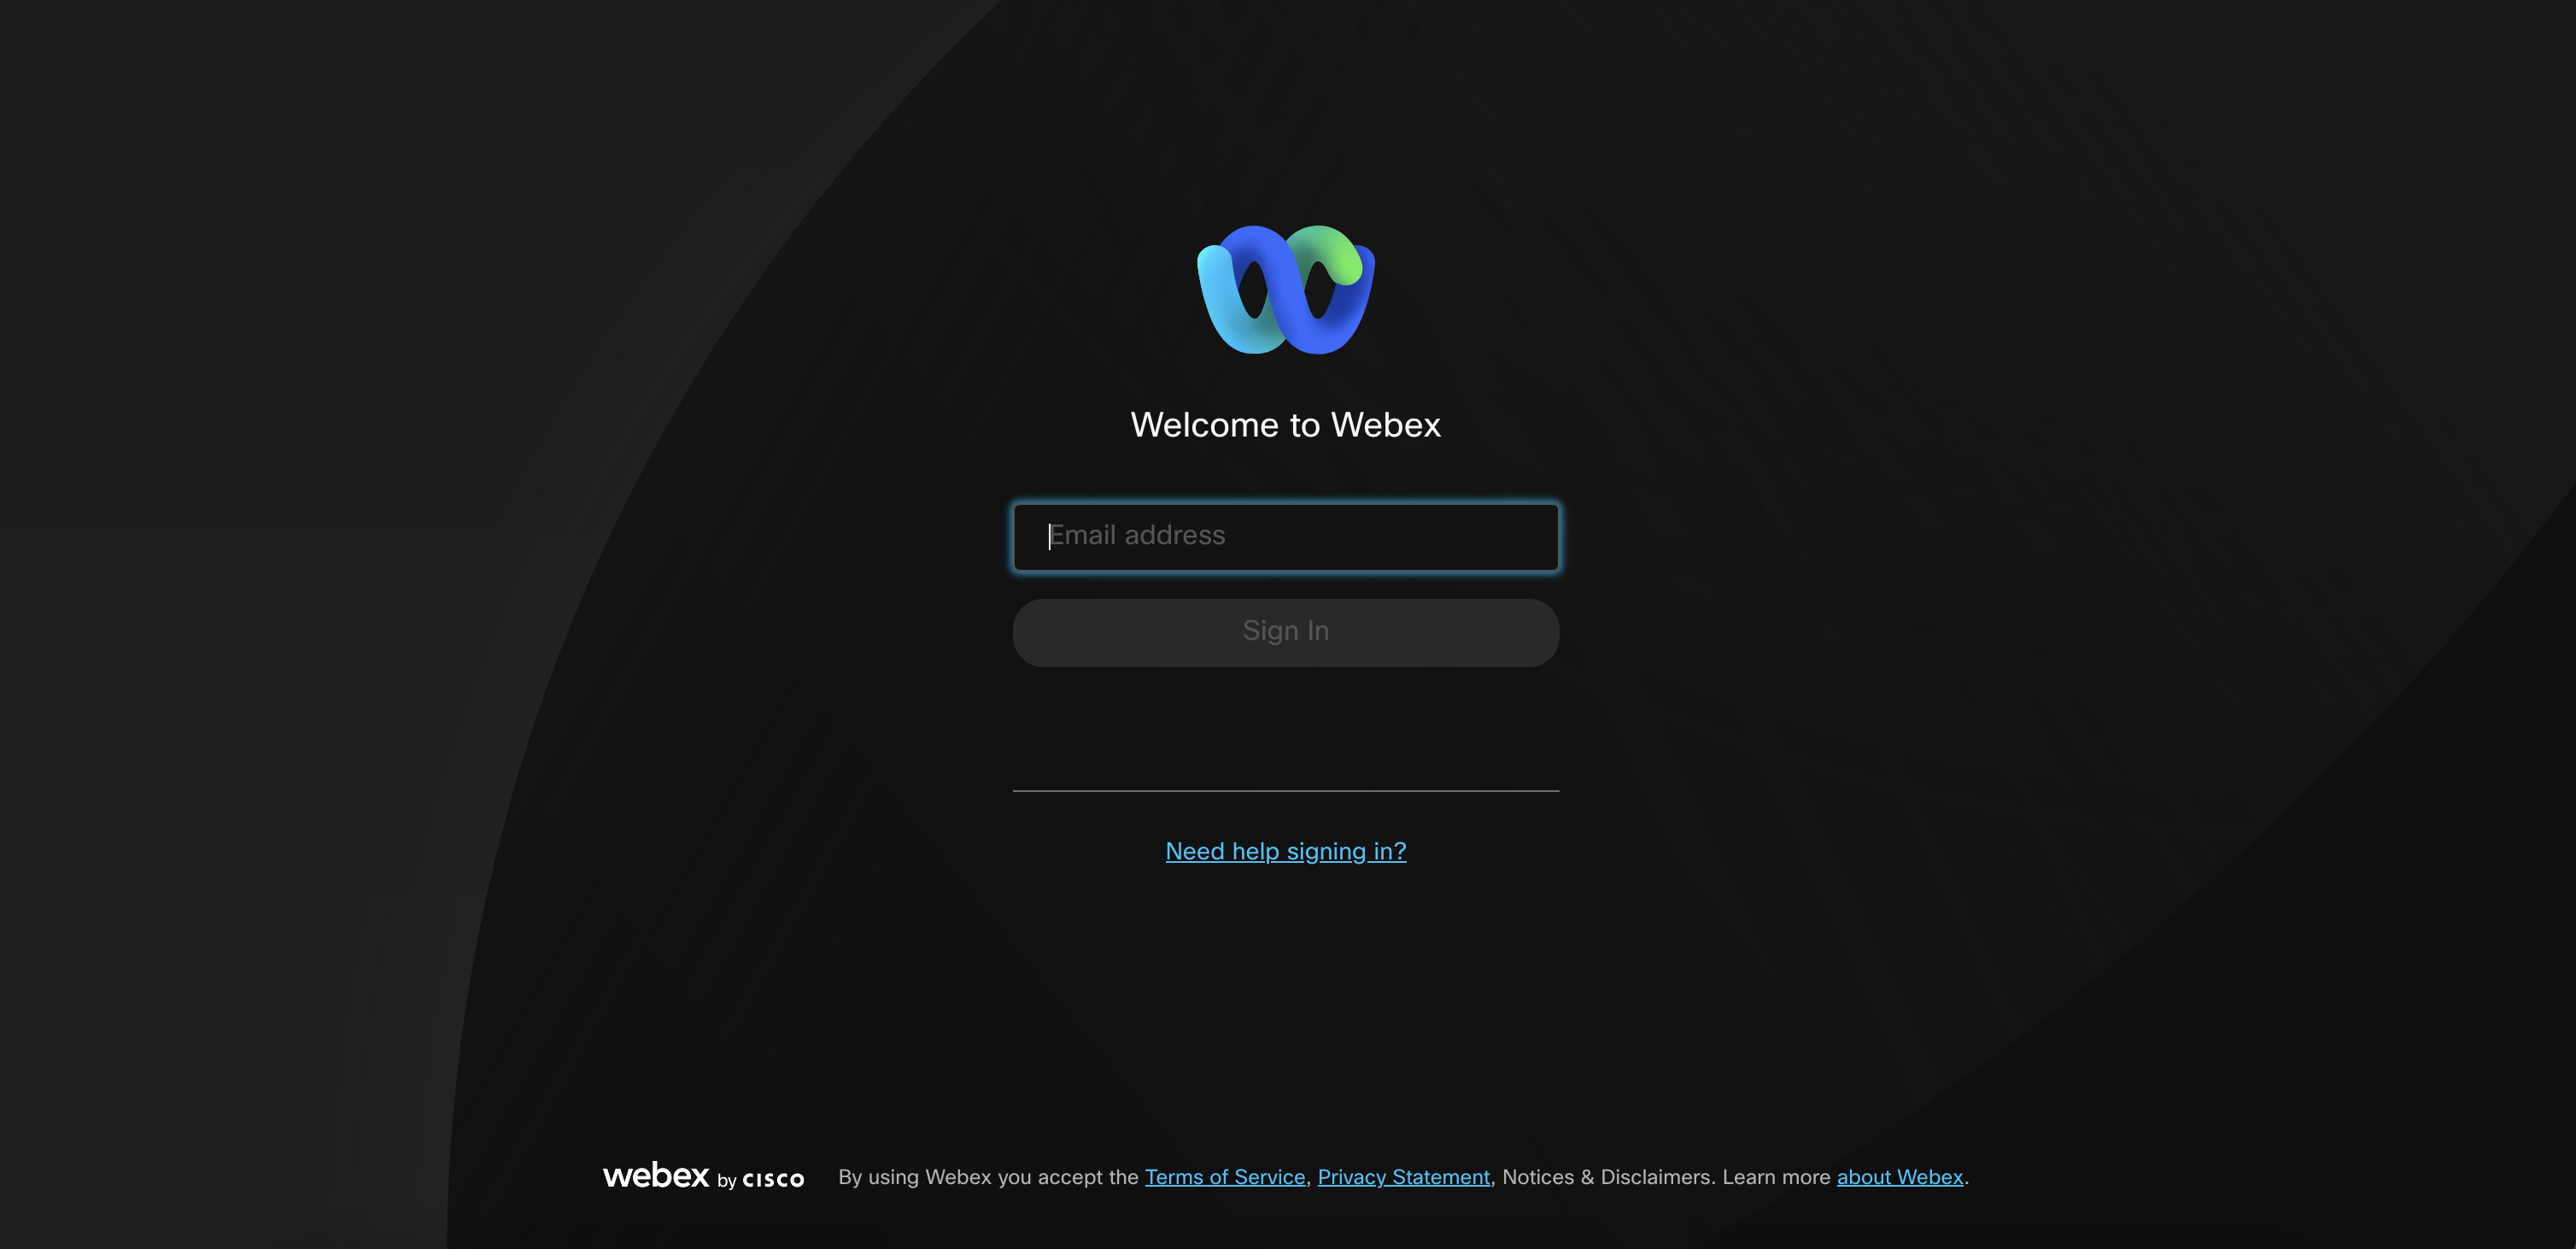 Welcome to Webex
Email address
Sign In
Need help signing in?
webex by CISCO By using Webex you accept the Terms of Service, Privacy Statement, Notices & Disclaimers. Learn more about Webex.